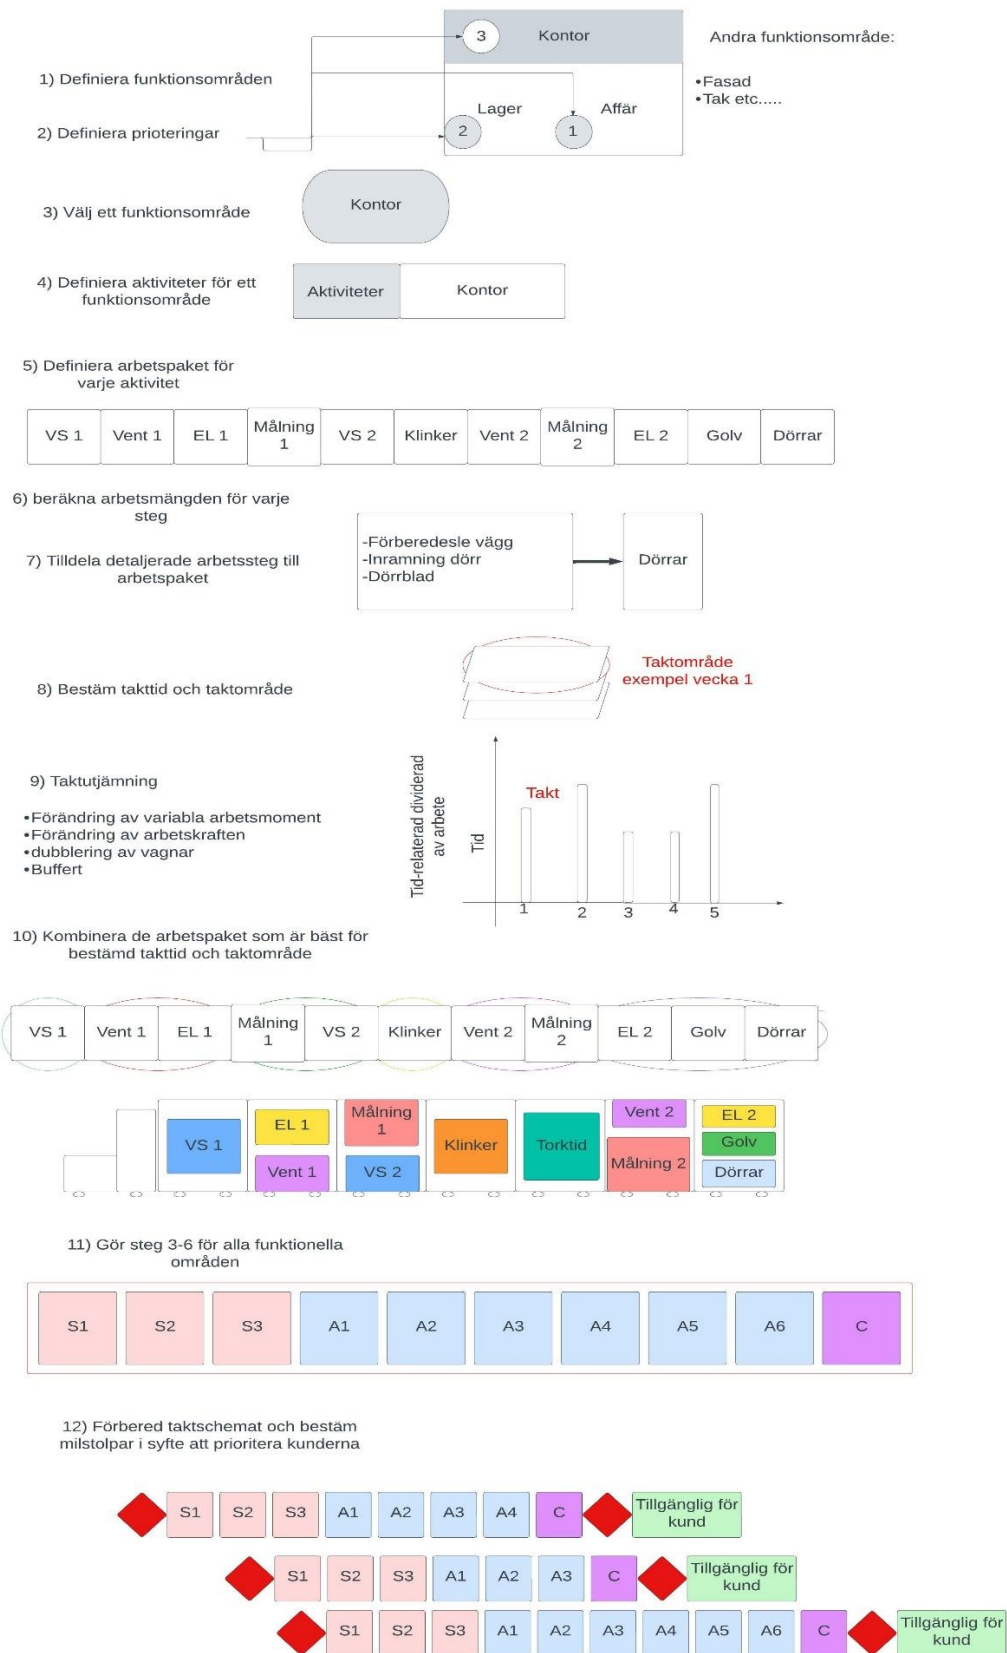 3
Kontor
Andra funktionsområde:
1) Definiera funktionsområden
•Fasad
•Tak etc.....
Lager
Affär
2) Definiera prioteringar
2
1
3) Välj ett funktionsområde
Kontor
4) Definiera aktiviteter för ett
funktionsområde
Aktiviteter
Kontor
5) Definiera arbetspaket för
varje aktivitet
VS 1
Vent 1
EL 1
Målning
1
VS 2
Klinker
Vent 2
Målning
2
EL 2
Golv
Dörrar
6) beräkna arbetsmängden för varje
steg
7) Tilldela detaljerade arbetssteg till
arbetspaket
-Förberedesle vägg
-Inramning dörr
-Dörrblad
Dörrar
8) Bestäm takttid och taktområde
Taktområde
exempel vecka 1
9) Taktutjämning
•Förändring av variabla arbetsmoment
•Förändring av arbetskraften
•dubblering av vagnar
•Buffert
Tid-relaterad dividerad
av arbete
Tid
Takt
1
2
3
4
5
10) Kombinera de arbetspaket som är bäst för
bestämd takttid och taktområde
VS 1
Vent 1
EL 1
Målning
1
VS 2
Klinker
Vent 2
Målning
2
EL 2
Golv
Dörrar
VS 1
EL 1
Vent 1
Målning
1
VS 2
Klinker
Torktid
Vent 2
Målning 2
EL 2
Golv
Dörrar
11) Gör steg 3-6 för alla funktionella
områden
S1
S2
S3
A1
A2
A3
A4
A5
A6
C
12) Förbered taktschemat och bestäm
milstolpar i syfte att prioritera kunderna
S1
S2
S3
A1
A2
A3
A4
C
Tillgänglig för
kund
S1
S2
S3
A1
A2
A3
C
Tillgänglig för
kund
S1
S2
S3
A1
A2
A3
A4
A5
A6
C
Tillgänglig för
kund